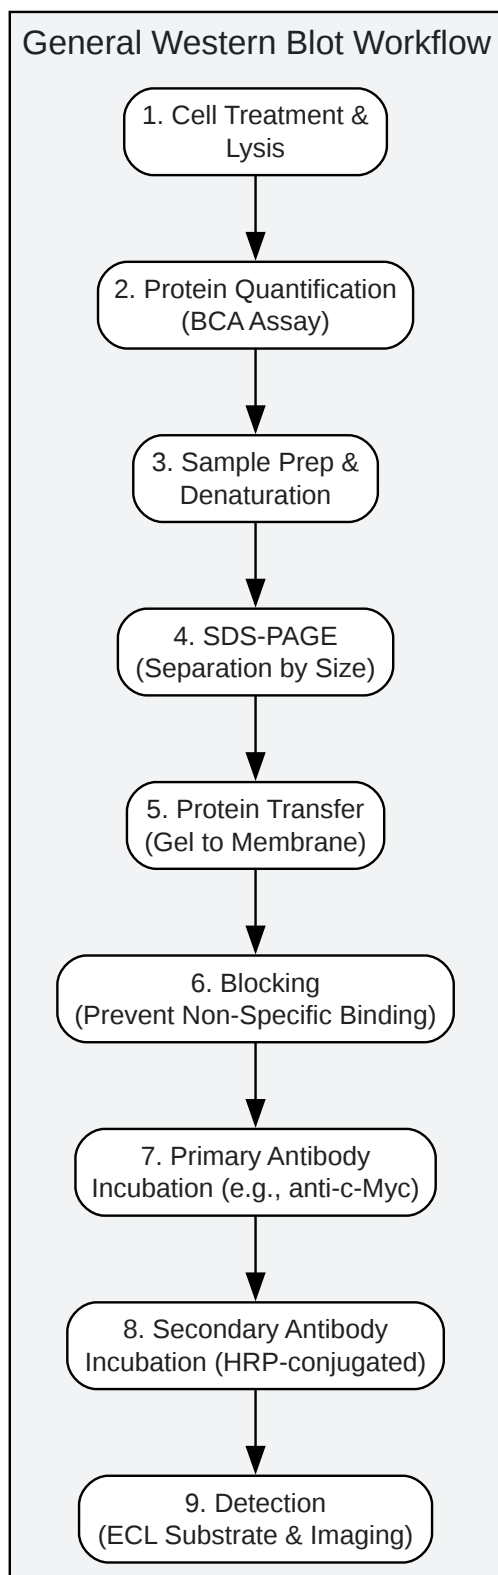 General Western Blot Workflow
1. Cell Treatment &
Lysis
2. Protein Quantification
(BCA Assay)
3. Sample Prep &
Denaturation
4. SDS-PAGE
(Separation by Size)
5. Protein Transfer
(Gel to Membrane)
6. Blocking
(Prevent Non-Specific Binding)
7. Primary Antibody
Incubation (e.g., anti-c-Myc)
8. Secondary Antibody
Incubation (HRP-conjugated)
9. Detection
(ECL Substrate & Imaging)